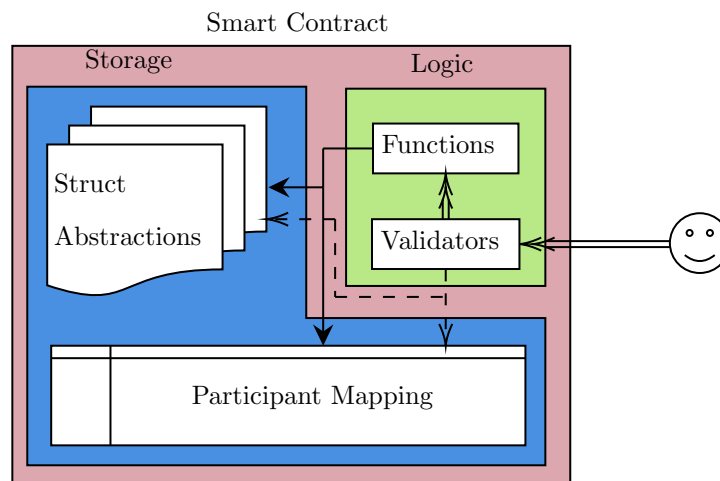 Smart Contract
Storage
Logic
Functions
Struct
Abstractions
Validators
Participant Mapping